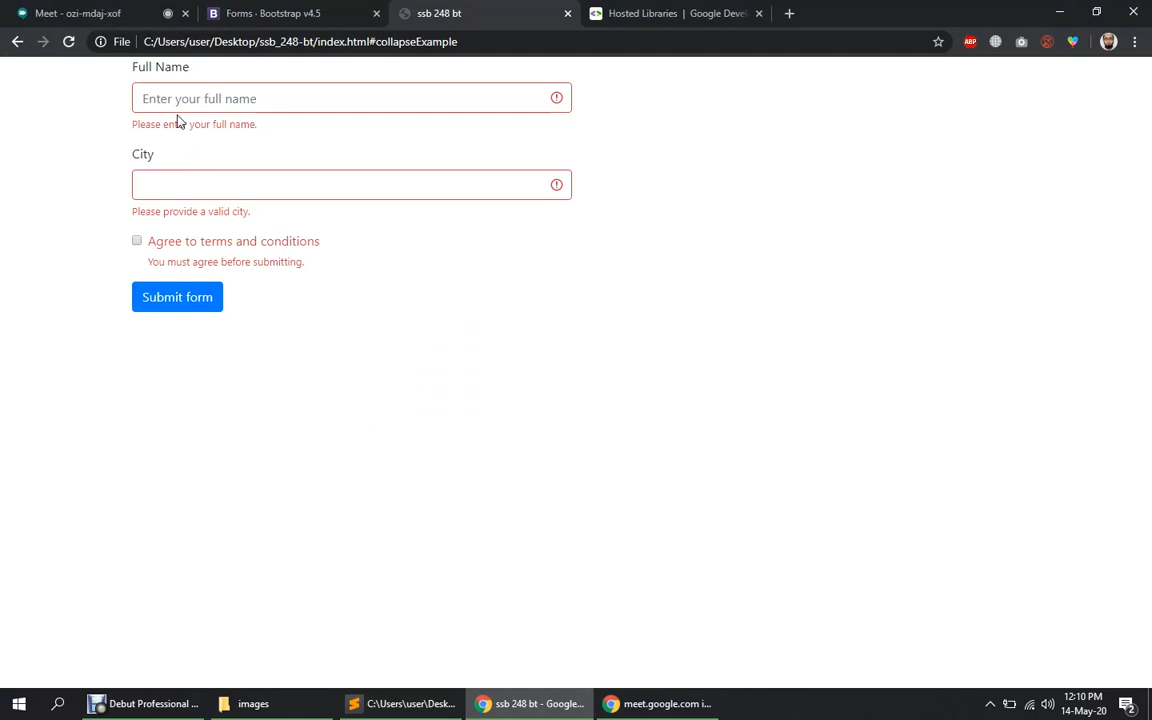 Meet - ozi-mdaj-xof
Forms · Bootstrap v4.5
ssb 248 bt
Hosted Libraries | Google Devel
File
C:/Users/user/Desktop/ssb_248-bt/index.html#collapseExample
ABP
Full Name
Enter your full name
Please enter your full name.
City
Please provide a valid city.
Agree to terms and conditions
You must agree before submitting.
Submit form
Debut Professional ...
images
C:\Users\user\Desk...
ssb 248 bt - Google...
meet.google.com i...
12:10 PM
14-May-20
2